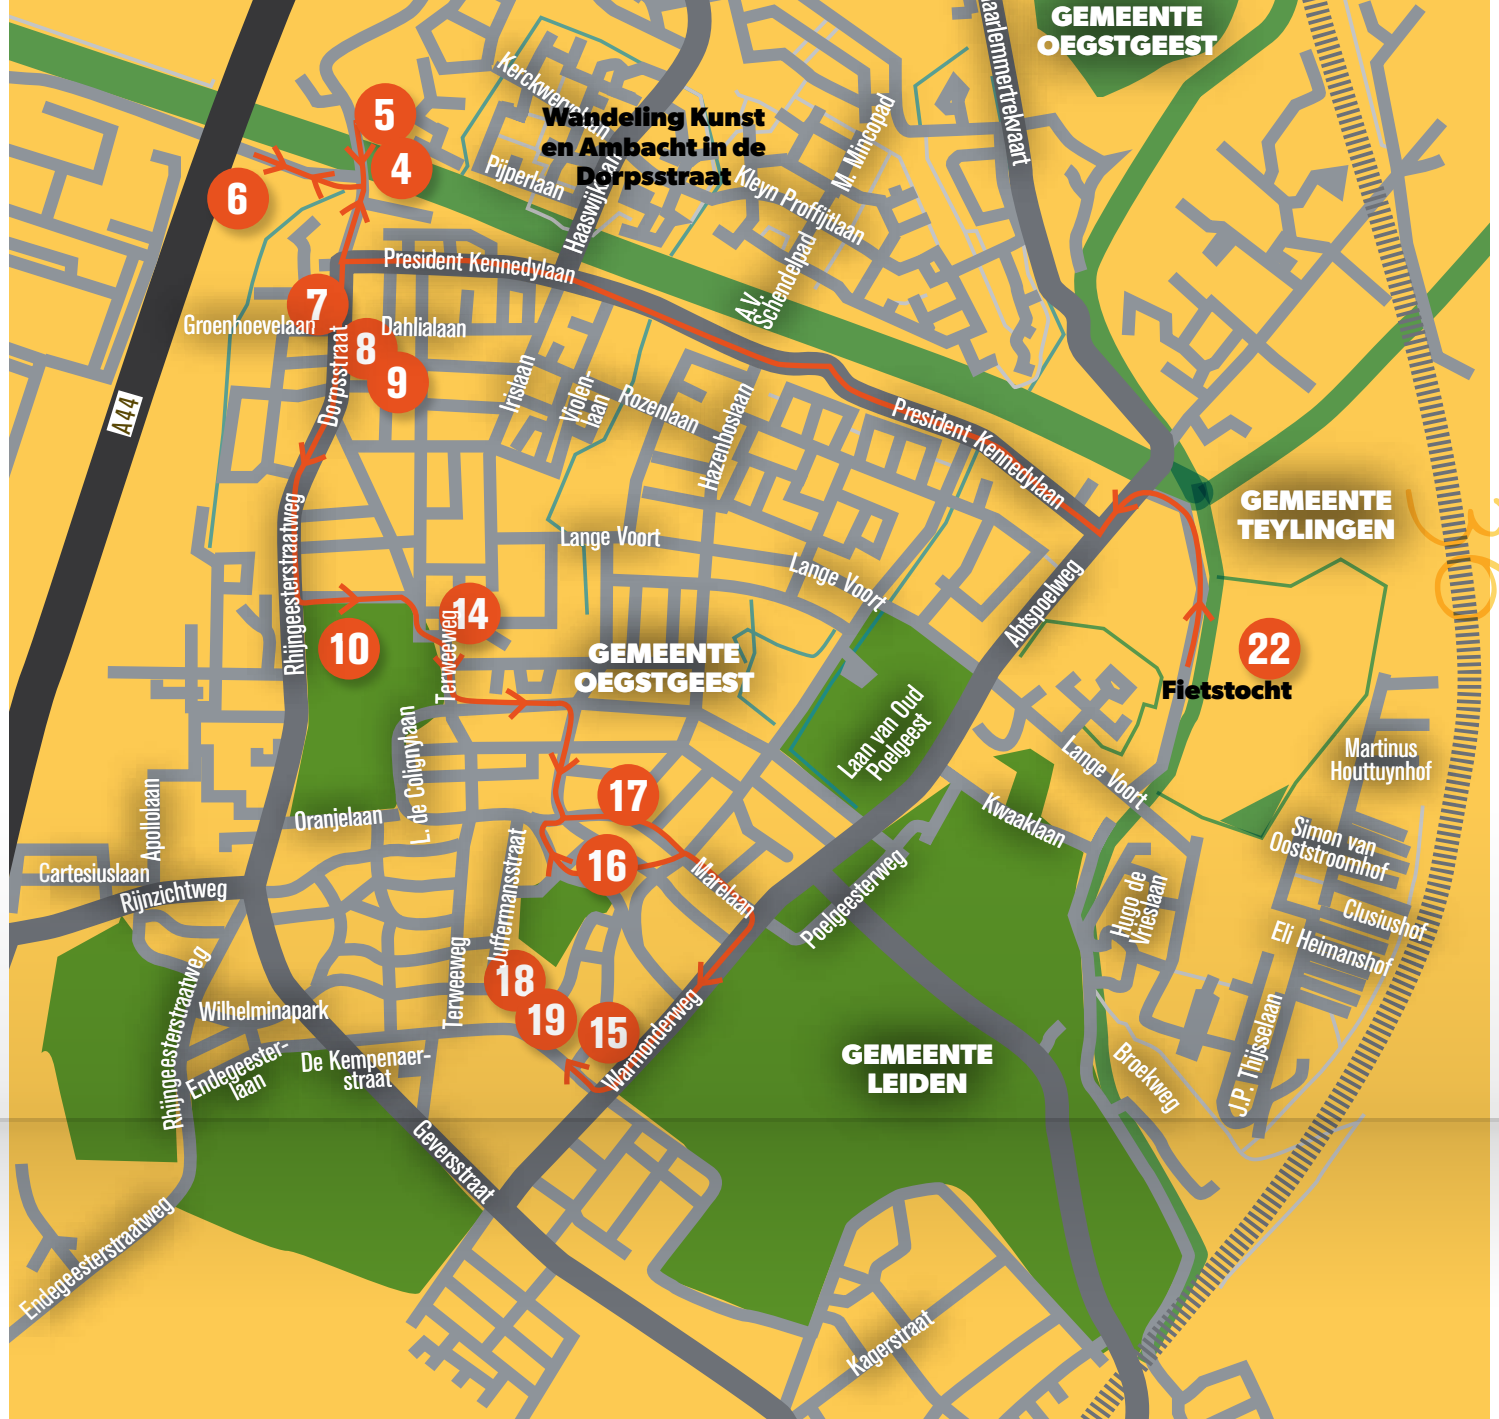 GEMEENTE
OEGSTGEEST
Kerckwervelaan
Wandeling Kunst
en Ambacht in de
Dorpsstraat
Haaswijklaan
Pijperlaan
M. Mincopad
Kleyn Proffijtlaan
A.V.
Schendelpad
5
4
6
President Kennedylaan
7
Groenhoevelaan
Dahlialaan
8
9
Dorpsstraat
A44
Irislaan
Violen-
laan
Rozenlaan
Hazenboslaan
President Kennedylaan
GEMEENTE
TEYLINGEN
Rhijngeesterstraatweg
Lange Voort
Lange Voort
Abtspoelweg
14
10
Terweeweg
GEMEENTE
OEGSTGEEST
22
Fietstocht
Laan van Oud
Poelgeest
Lange Voort
Martinus
Houttuynhof
L. de Colignylaan
Apollolaan
Oranjelaan
17
16
Kwaaklaan
Simon van
Ooststroomhof
Cartesiuslaan
Rijnzichtweg
Juffermansstraat
Marelaan
Poelgeesterweg
Hugo de
Vrieslaan
Clusiushof
Eli Heimanshof
Rhijngeesterstraatweg
Terweeweg
18
19
15
Warmonderweg
Wilhelminapark
Endegeester-
laan
De Kempenaer-
straat
GEMEENTE
LEIDEN
Broekweg
J.P. Thijsselaan
Geversstraat
Endegeesterstraatweg
Kagerstraat